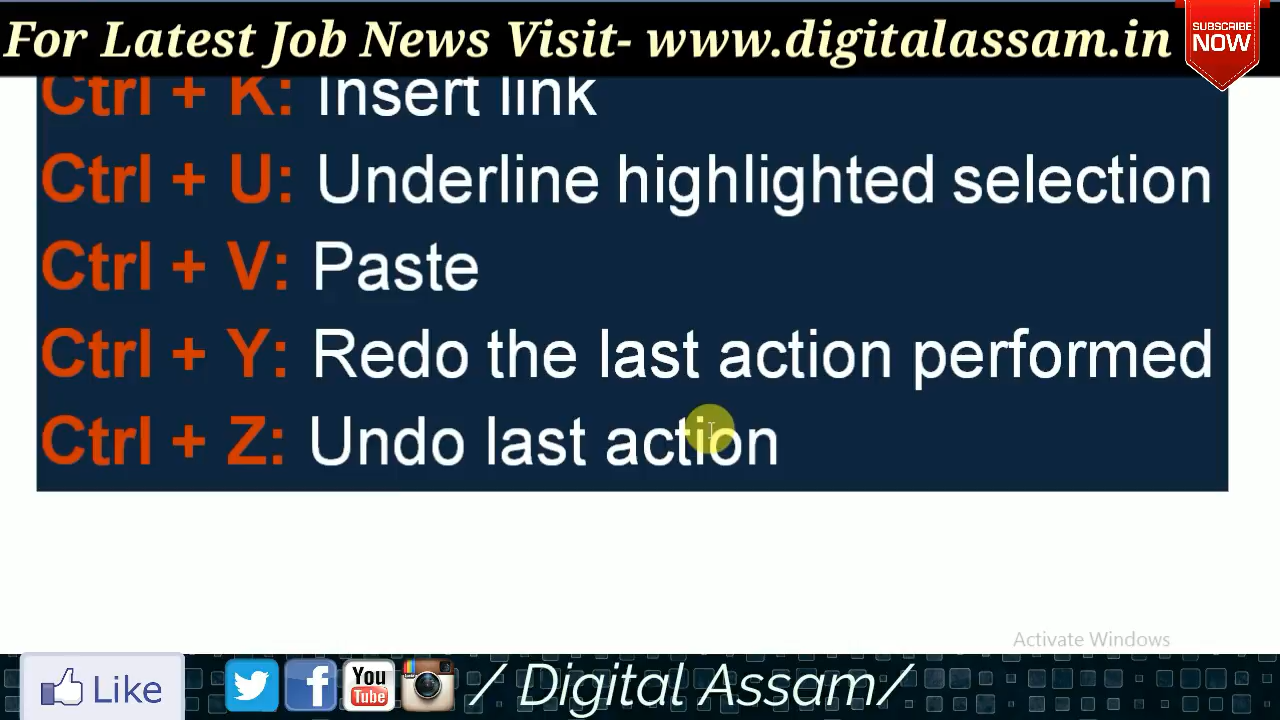 For Latest Job News Visit- www.digitalassam.in
SUBSCRIBE
NOW
Ctrl + K: Insert link
Ctrl + U: Underline highlighted selection
Ctrl + V: Paste
Ctrl + Y: Redo the last action performed
Ctrl + Z: Undo last action
Activate Windows
Like
You
Tube
/ Digital Assam/